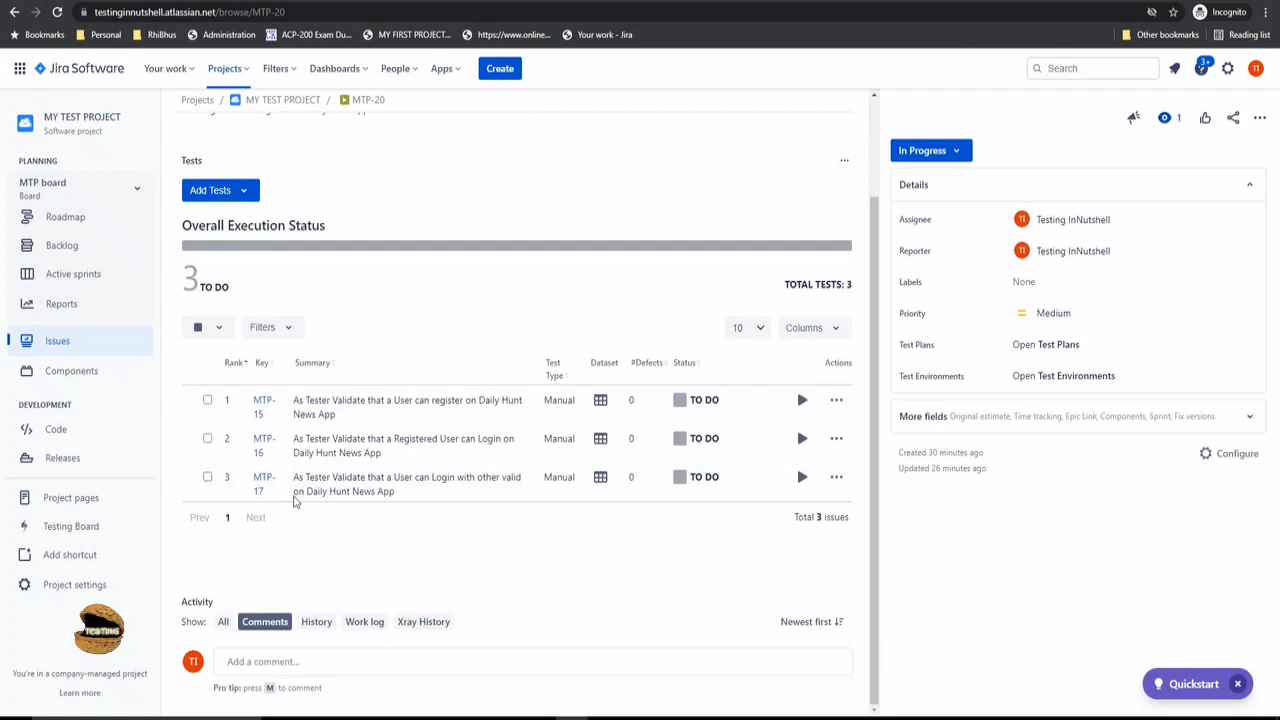 testinginnutshell.atlassian.net/browse/MTP-20
Incognito
Bookmarks
Personal
RhiBhus
Administration
ACP-200 Exam Du...
MY FIRST PROJECT...
https://www.online...
Your work - Jira
Other bookmarks
Reading list
Jira Software
Your work
Projects
Filters
Dashboards
People
Apps
Create
Search
3+
TI
MY TEST PROJECT
Software project
PLANNING
MTP board
Board
Roadmap
Backlog
Active sprints
Reports
Issues
Components
DEVELOPMENT
Code
Releases
Project pages
Testing Board
Add shortcut
Project settings
TESTING
You're in a company-managed project
Learn more
Projects / MY TEST PROJECT / MTP-20
Tests
Add Tests
Overall Execution Status
3 TO DO
TOTAL TESTS: 3
Filters
10
Columns
Rank Key Summary Test Type Dataset #Defects Status Actions
1 MTP-15 As Tester Validate that a User can register on Daily Hunt News App Manual 0 TO DO
2 MTP-16 As Tester Validate that a Registered User can Login on Daily Hunt News App Manual 0 TO DO
3 MTP-17 As Tester Validate that a User can Login with other valid on Daily Hunt News App Manual 0 TO DO
Prev 1 Next
Total 3 issues
Activity
Show: All Comments History Work log Xray History
Newest first
TI
Add a comment...
Pro tip: press M to comment
1
In Progress
Details
Assignee TI Testing InNutshell
Reporter TI Testing InNutshell
Labels None
Priority Medium
Test Plans Open Test Plans
Test Environments Open Test Environments
More fields Original estimate, Time tracking, Epic Link, Components, Sprint, Fix versions
Created 30 minutes ago
Updated 26 minutes ago
Configure
Quickstart